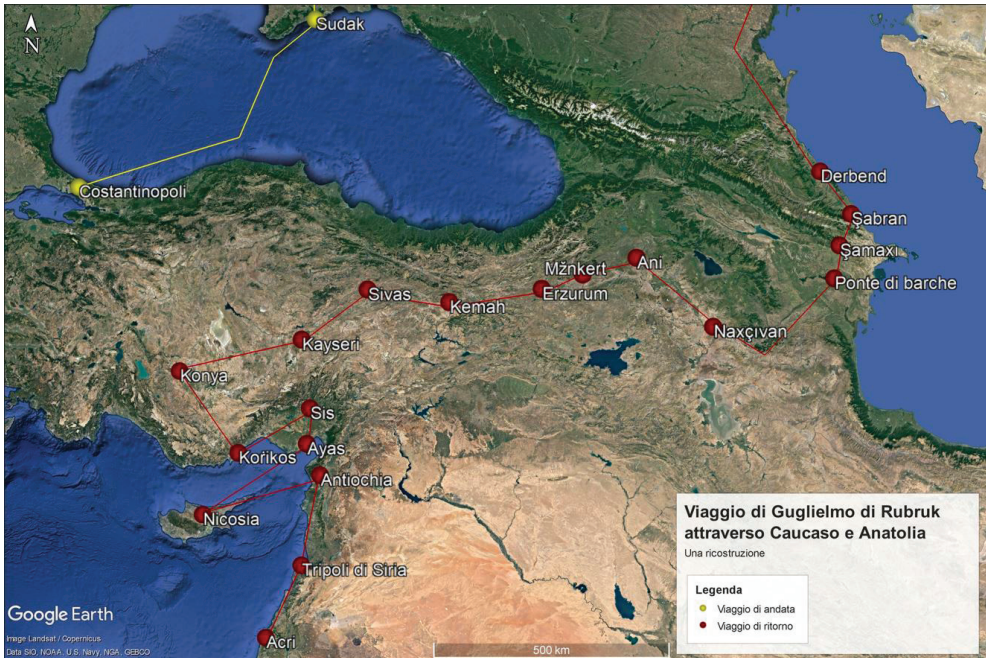 N
Sudak
Costantinopoli
Derbend
Şabran
Şamaxı
Ponte di barche
Ani
Mžnkert
Erzurum
Sivas
Kemah
Naxçıvan
Kayseri
Konya
Sis
Ayas
Koṙikos
Antiochia
Nicosia
Tripoli di Siria
Acri
Viaggio di Guglielmo di Rubruk
attraverso Caucaso e Anatolia
Una ricostruzione
Legenda
Viaggio di andata
Viaggio di ritorno
Google Earth
Image Landsat / Copernicus
Data SIO, NOAA, U.S. Navy, NGA, GEBCO
500 km